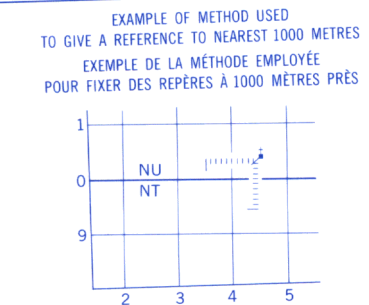 EXAMPLE OF METHOD USED
TO GIVE A REFERENCE TO NEAREST 1000 METRES
EXEMPLE DE LA MÉTHODE EMPLOYÉE
POUR FIXER DES REPÈRES À 1000 MÈTRES PRÈS
1
NU
0
NT
9
2 3 4 5